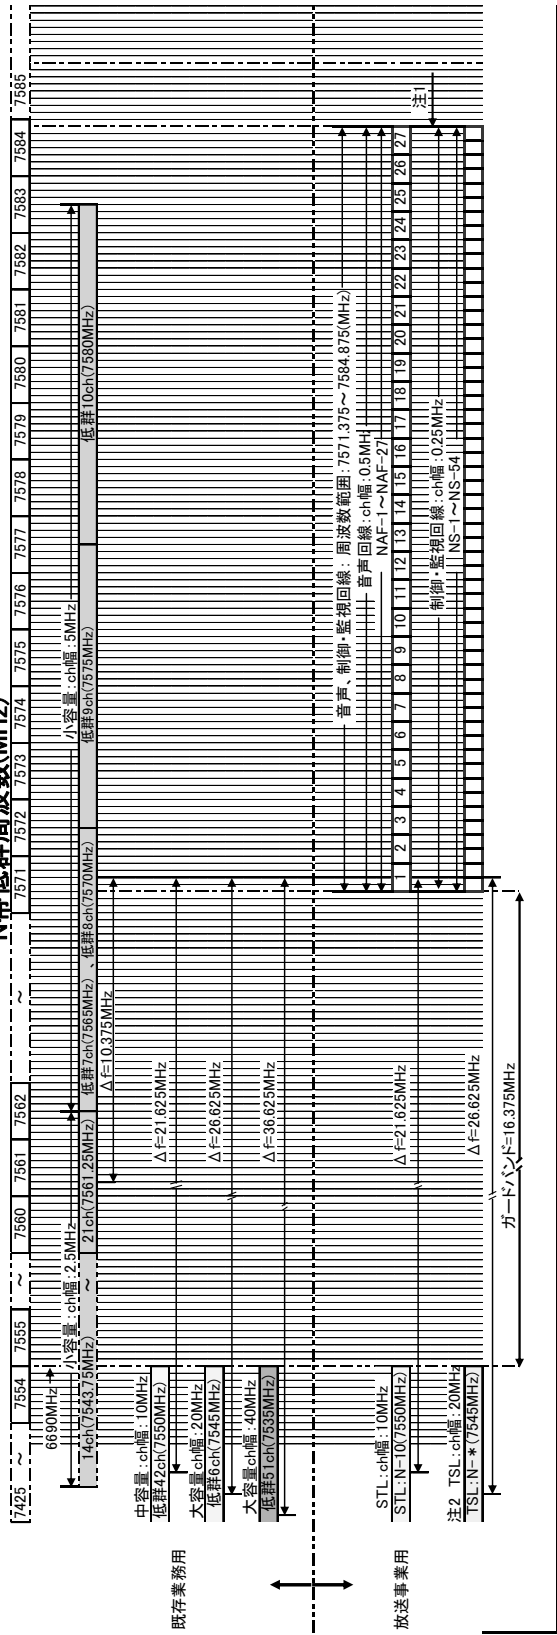 N帯低群周波数(MHz)
7425 ～ 7554 7555 ～ 7560 7561 7562 ～ 7571 7572 7573 7574 7575 7576 7577 7578 7579 7580 7581 7582 7583 7584 7585
6690MHz
小容量:ch幅:2.5MHz
小容量:ch幅:5MHz
14ch(7543.75MHz) ～ 21ch(7561.25MHz) 低群7ch(7565MHz) 、低群8ch(7570MHz) 低群9ch(7575MHz) 低群10ch(7580MHz)
Δf=10.375MHz
既存業務用
中容量:ch幅:10MHz
低群42ch(7550MHz)
Δf=21.625MHz
大容量ch幅:20MHz
低群6ch(7545MHz)
Δf=26.625MHz
大容量ch幅:40MHz
低群51ch(7535MHz)
Δf=36.625MHz
放送事業用
音声、制御・監視回線: 周波数範囲:7571.375～7584.875(MHz)
音声回線:ch幅:0.5MHz
NAF-1～NAF-27
STL:ch幅:10MHz
STL:N-10(7550MHz)
Δf=21.625MHz
1 2 3 4 5 6 7 8 9 10 11 12 13 14 15 16 17 18 19 20 21 22 23 24 25 26 27
注1
制御・監視回線:ch幅:0.25MHz
NS-1～NS-54
注2 TSL:ch幅:20MHz
TSL:N-＊(7545MHz)
Δf=26.625MHz
ガードバンド=16.375MHz